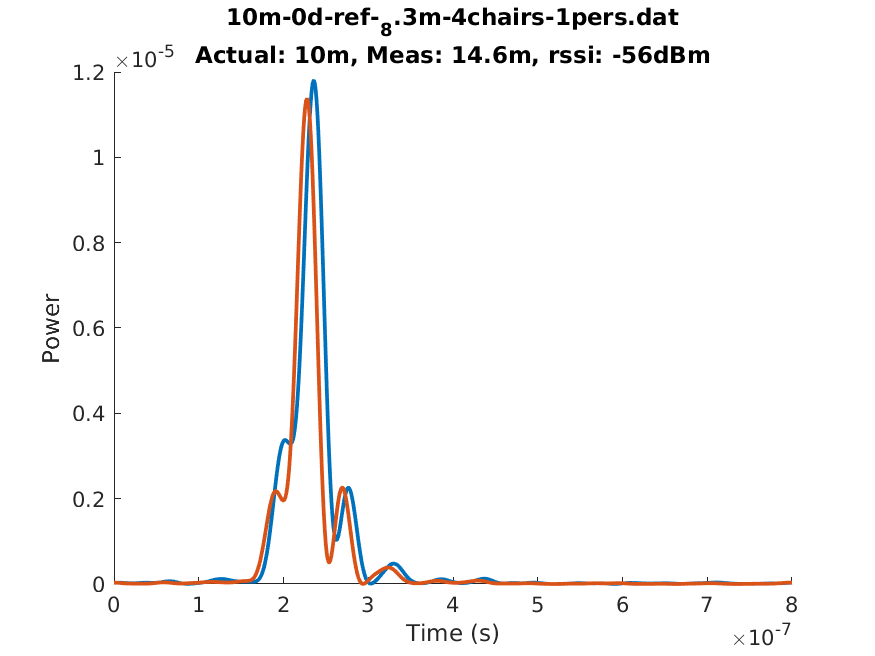 10m-0d-ref-₈.3m-4chairs-1pers.dat
Actual: 10m, Meas: 14.6m, rssi: -56dBm
×10⁻⁵
1.2
1
0.8
0.6
0.4
0.2
0
Power
0 1 2 3 4 5 6 7 8
Time (s)
×10⁻⁷